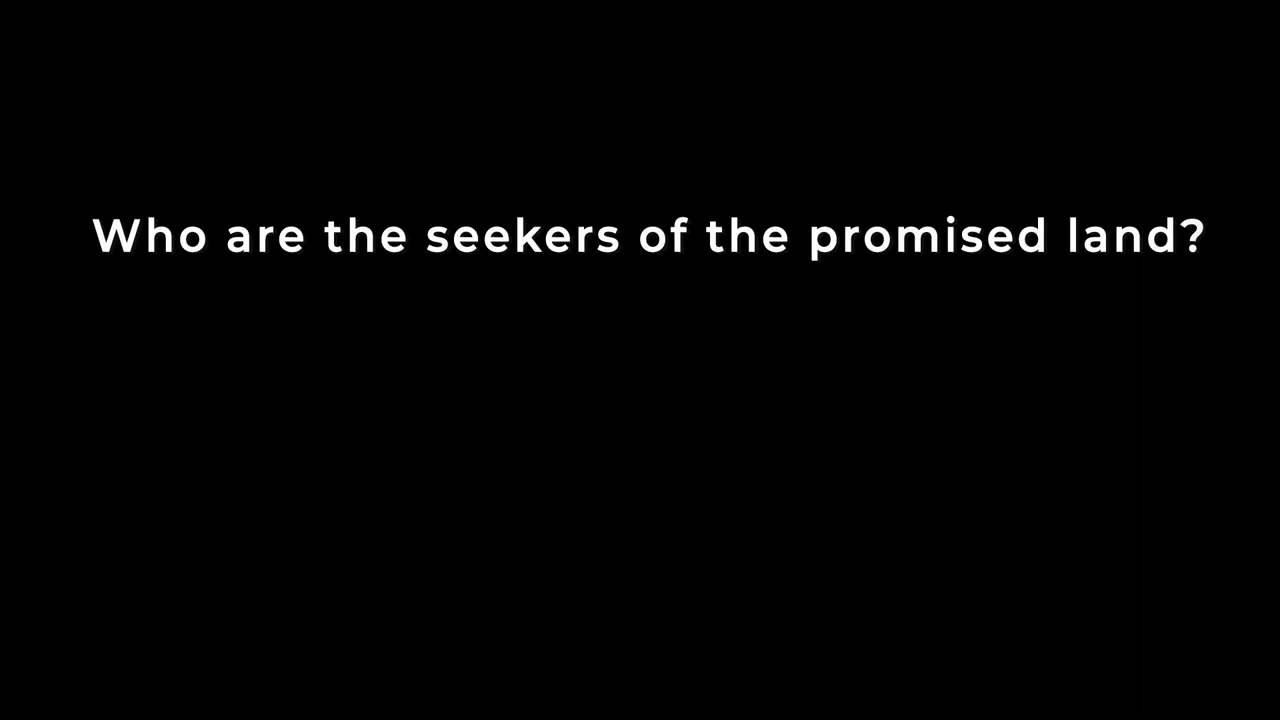 Who are the seekers of the promised land?